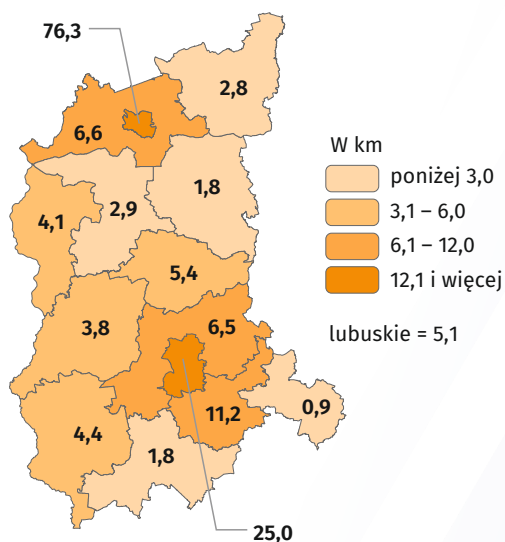 76,3
2,8
6,6
W km
poniżej 3,0
1,8
2,9
3,1 – 6,0
4,1
6,1 – 12,0
5,4
12,1 i więcej
6,5
3,8
lubuskie = 5,1
0,9
11,2
4,4
1,8
25,0